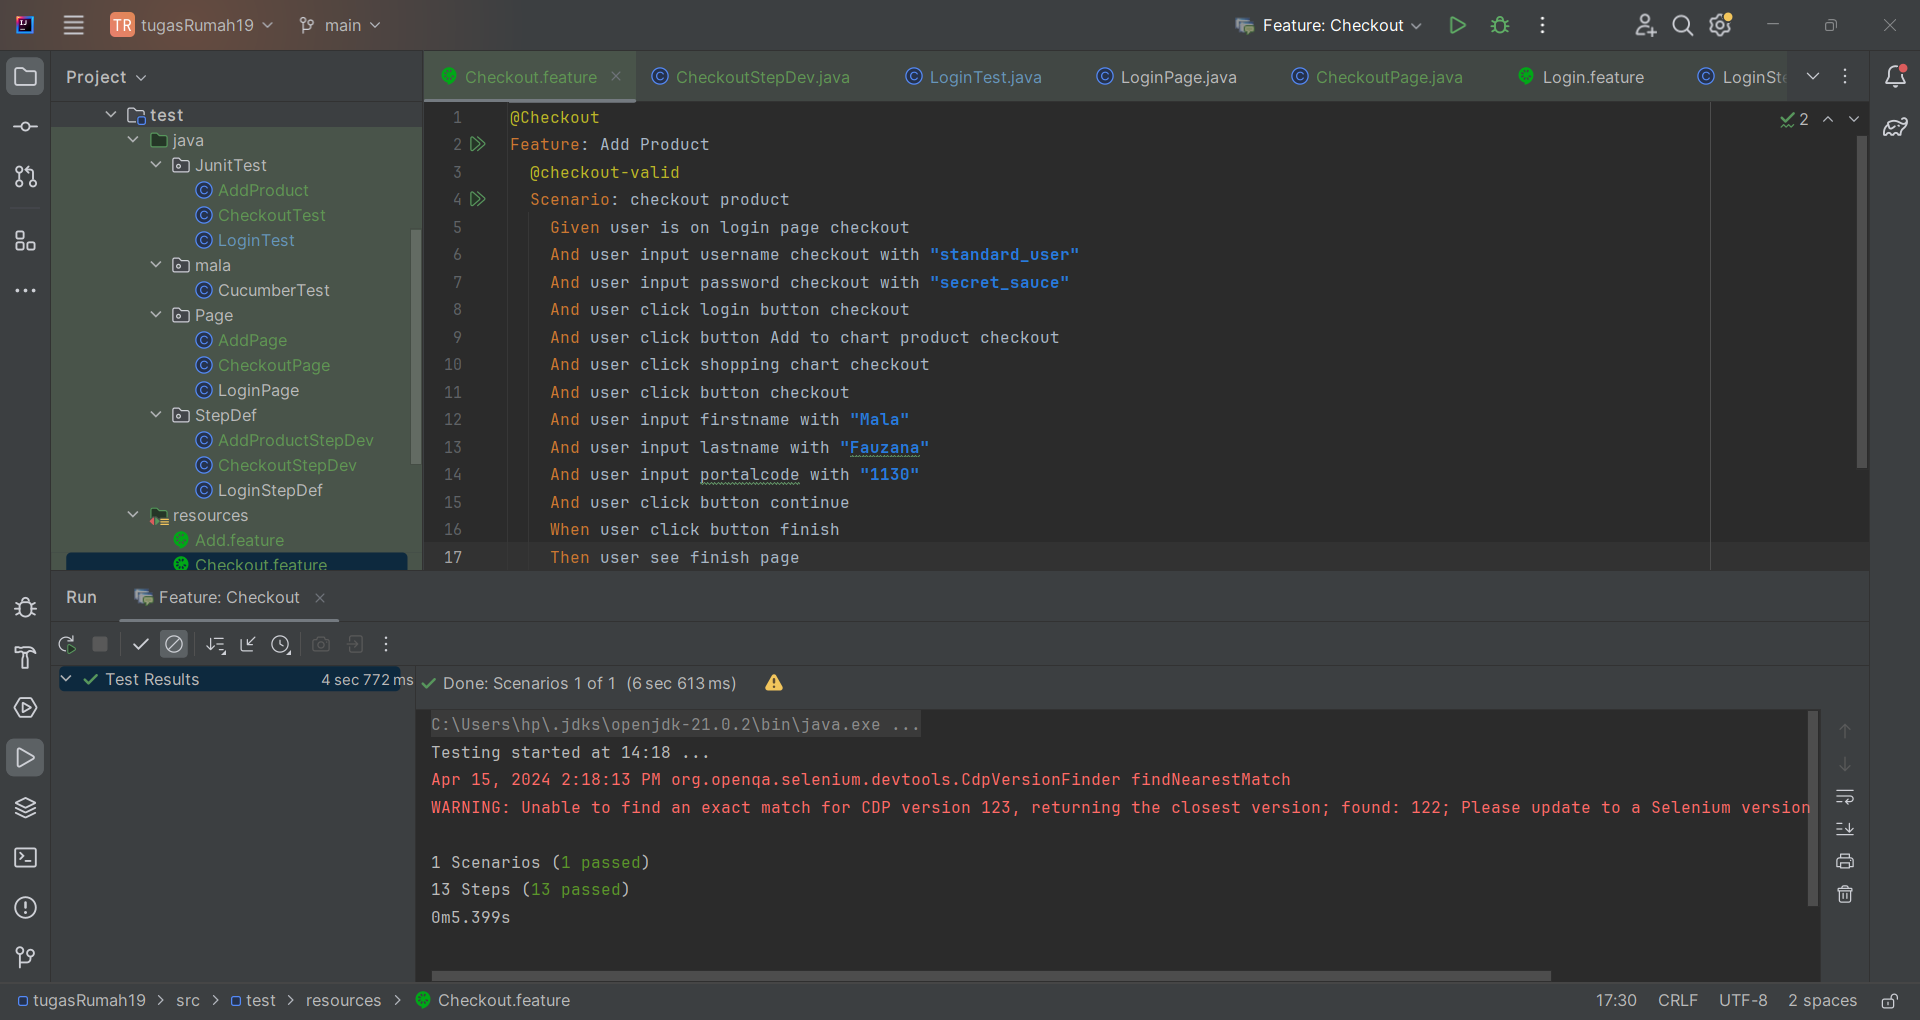 TR tugasRumah19 main Feature: Checkout
Project
Checkout.feature CheckoutStepDev.java LoginTest.java LoginPage.java CheckoutPage.java Login.feature LoginSt
test
java
JunitTest
AddProduct
CheckoutTest
LoginTest
mala
CucumberTest
Page
AddPage
CheckoutPage
LoginPage
StepDef
AddProductStepDev
CheckoutStepDev
LoginStepDef
resources
Add.feature
Checkout.feature
1 @Checkout
2 Feature: Add Product
3 @checkout-valid
4 Scenario: checkout product
5 Given user is on login page checkout
6 And user input username checkout with "standard_user"
7 And user input password checkout with "secret_sauce"
8 And user click login button checkout
9 And user click button Add to chart product checkout
10 And user click shopping chart checkout
11 And user click button checkout
12 And user input firstname with "Mala"
13 And user input lastname with "Fauzana"
14 And user input portalcode with "1130"
15 And user click button continue
16 When user click button finish
17 Then user see finish page
2
Run Feature: Checkout
Test Results 4 sec 772 ms
Done: Scenarios 1 of 1 (6 sec 613 ms)
C:\Users\hp\.jdks\openjdk-21.0.2\bin\java.exe ...
Testing started at 14:18 ...
Apr 15, 2024 2:18:13 PM org.openqa.selenium.devtools.CdpVersionFinder findNearestMatch
WARNING: Unable to find an exact match for CDP version 123, returning the closest version; found: 122; Please update to a Selenium version
1 Scenarios (1 passed)
13 Steps (13 passed)
0m5.399s
tugasRumah19 > src > test > resources > Checkout.feature
17:30 CRLF UTF-8 2 spaces